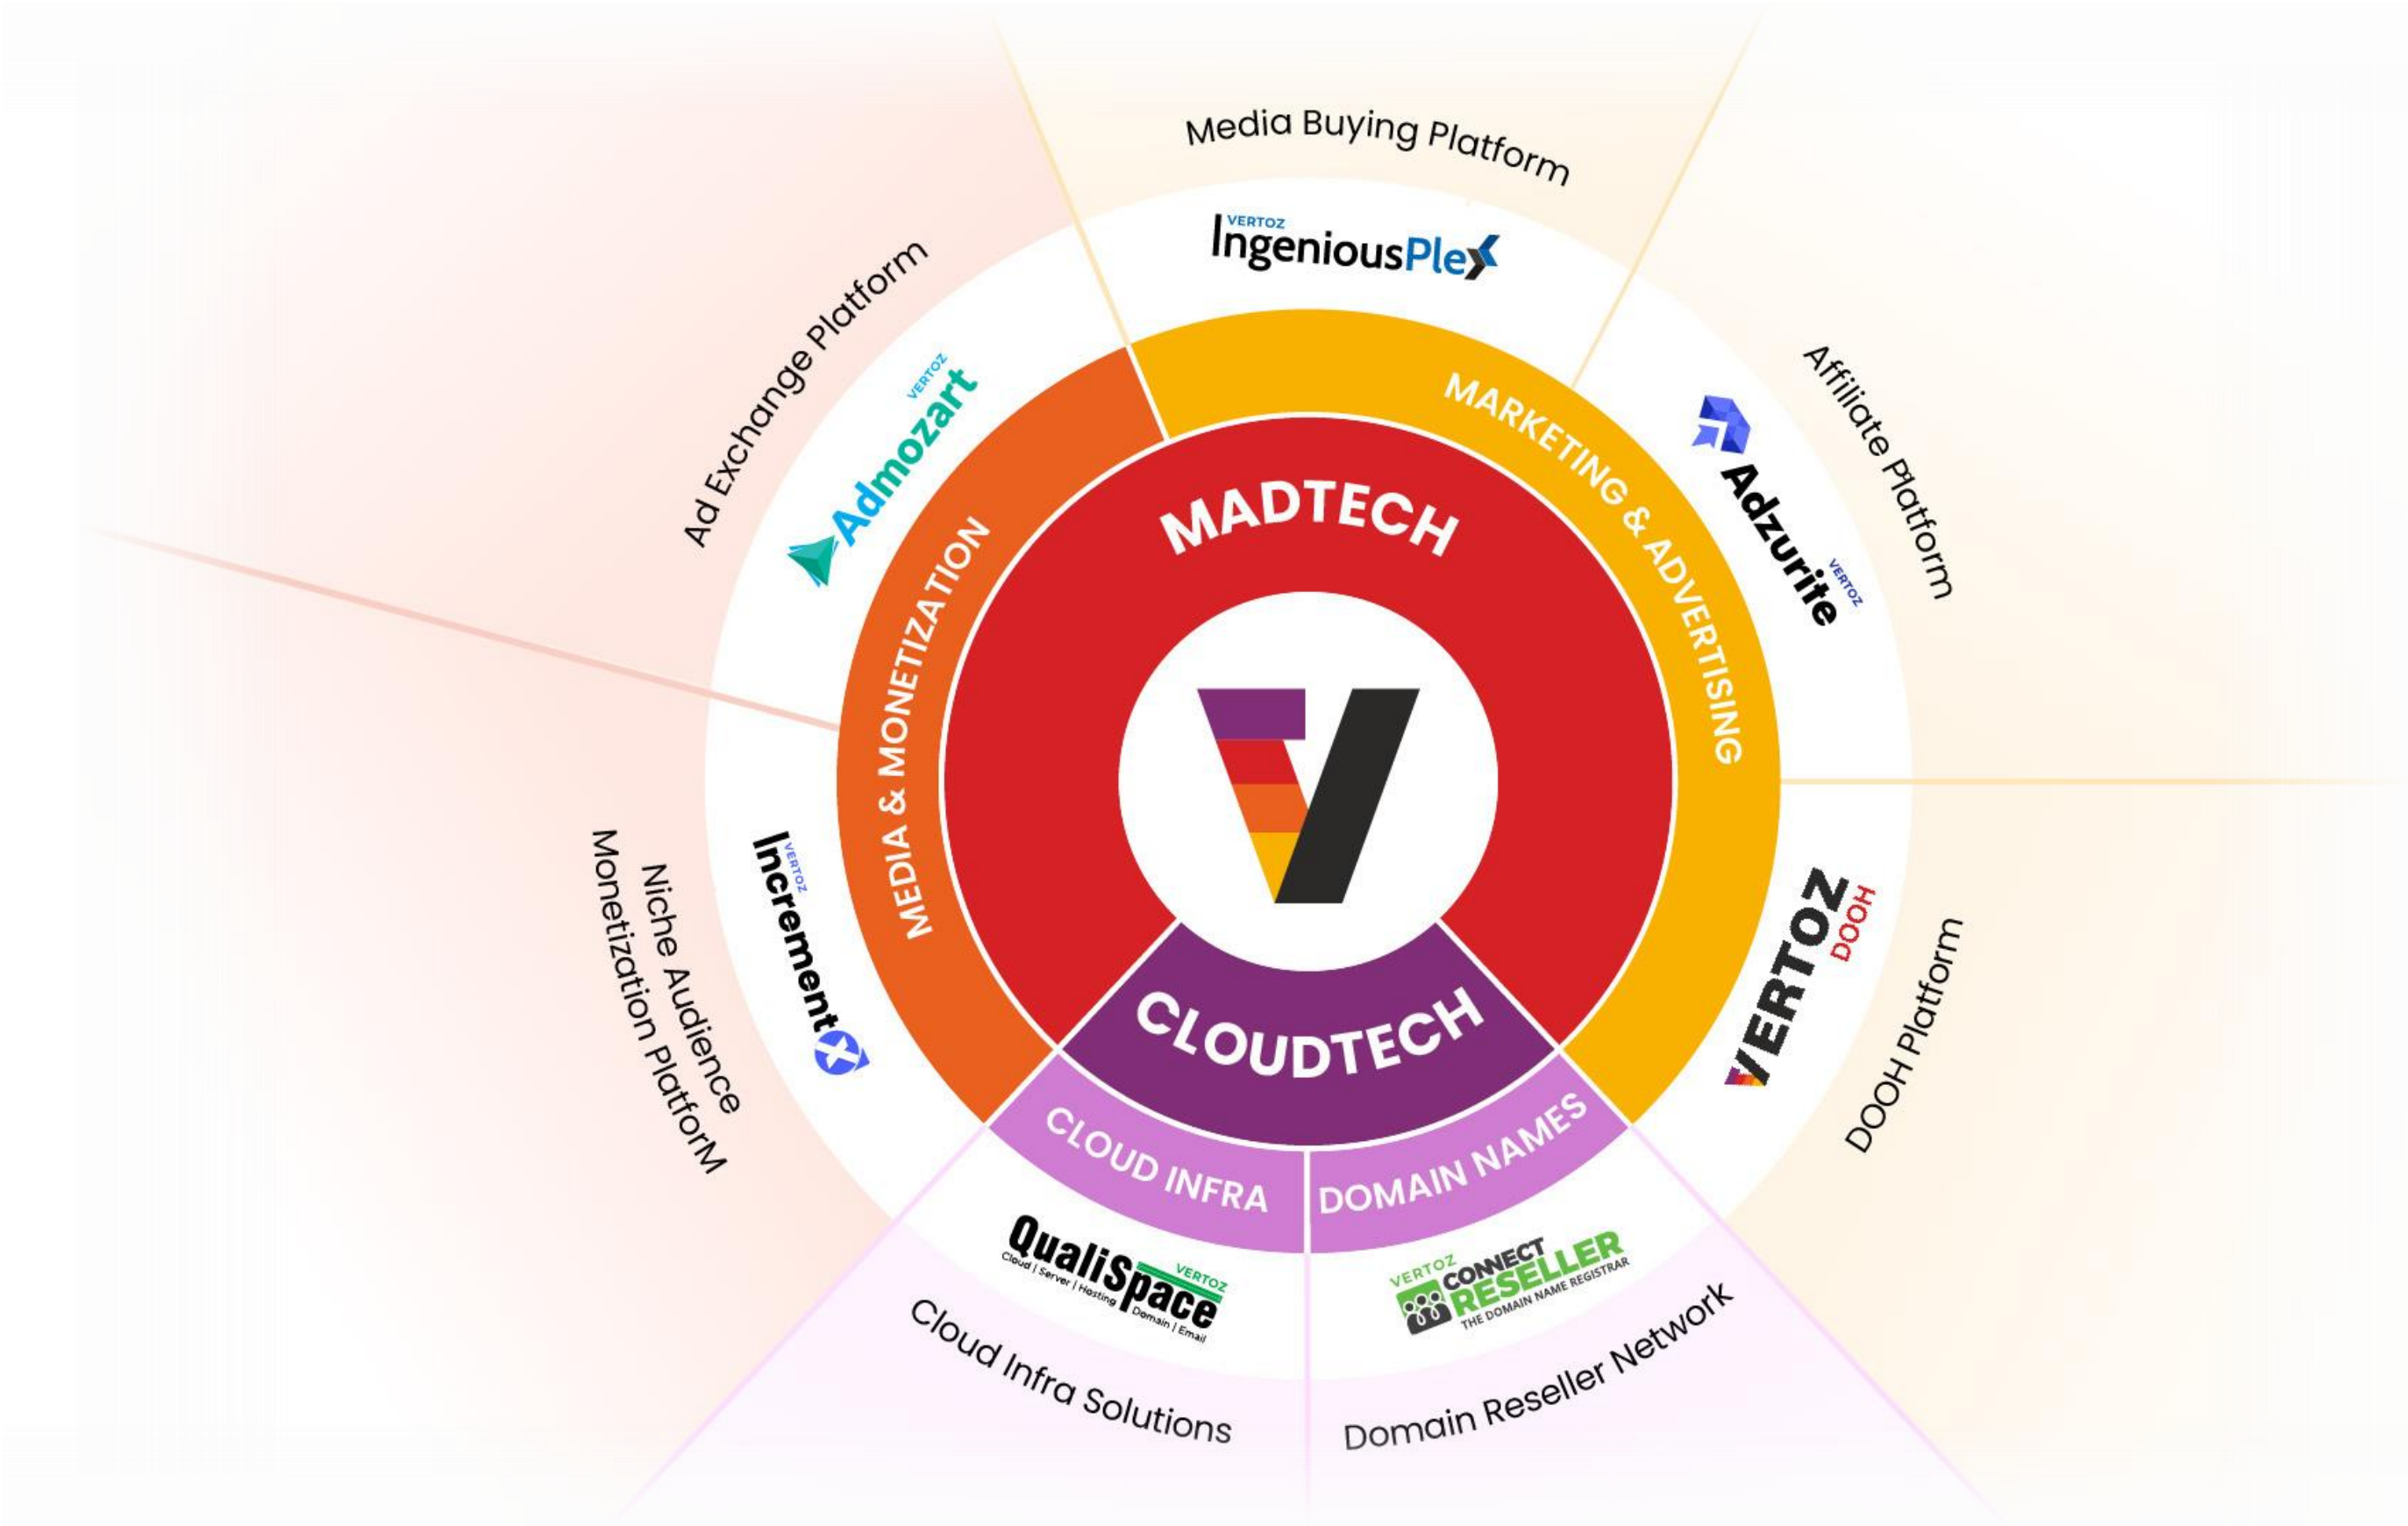 Media Buying Platform
VERTOZ
IngeniousPlex
Affiliate Platform
Adzurite
VERTOZ
DOOH Platform
VERTOZ
DOOH
Domain Reseller Network
VERTOZ
CONNECT
RESELLER
THE DOMAIN NAME REGISTRAR
Cloud Infra Solutions
QualiSpace
VERTOZ
Cloud | Server | Hosting
Domain | Email
Niche Audience
Monetization PlatforM
VERTOZ
IncrementX
Ad Exchange Platform
VERTOZ
Admozart
MARKETING & ADVERTISING
MEDIA & MONETIZATION
CLOUD INFRA
DOMAIN NAMES
MADTECH
CLOUDTECH